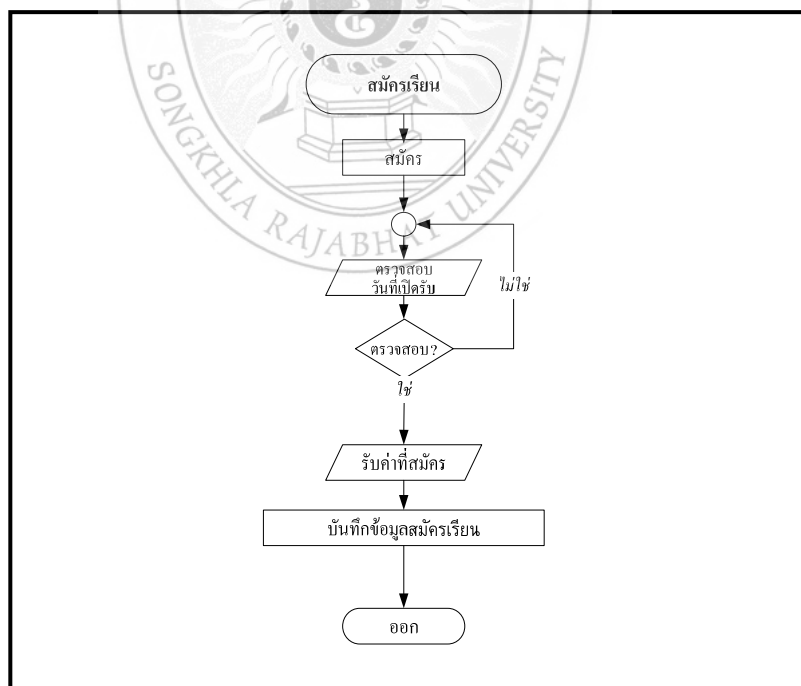 สมัครเรียน
สมัคร
ตรวจสอบ
วันที่เปิดรับ
ไม่ใช่
ตรวจสอบ?
ใช่
รับค่าที่สมัคร
บันทึกข้อมูลสมัครเรียน
ออก
SONGKHLA RAJABHAT UNIVERSITY